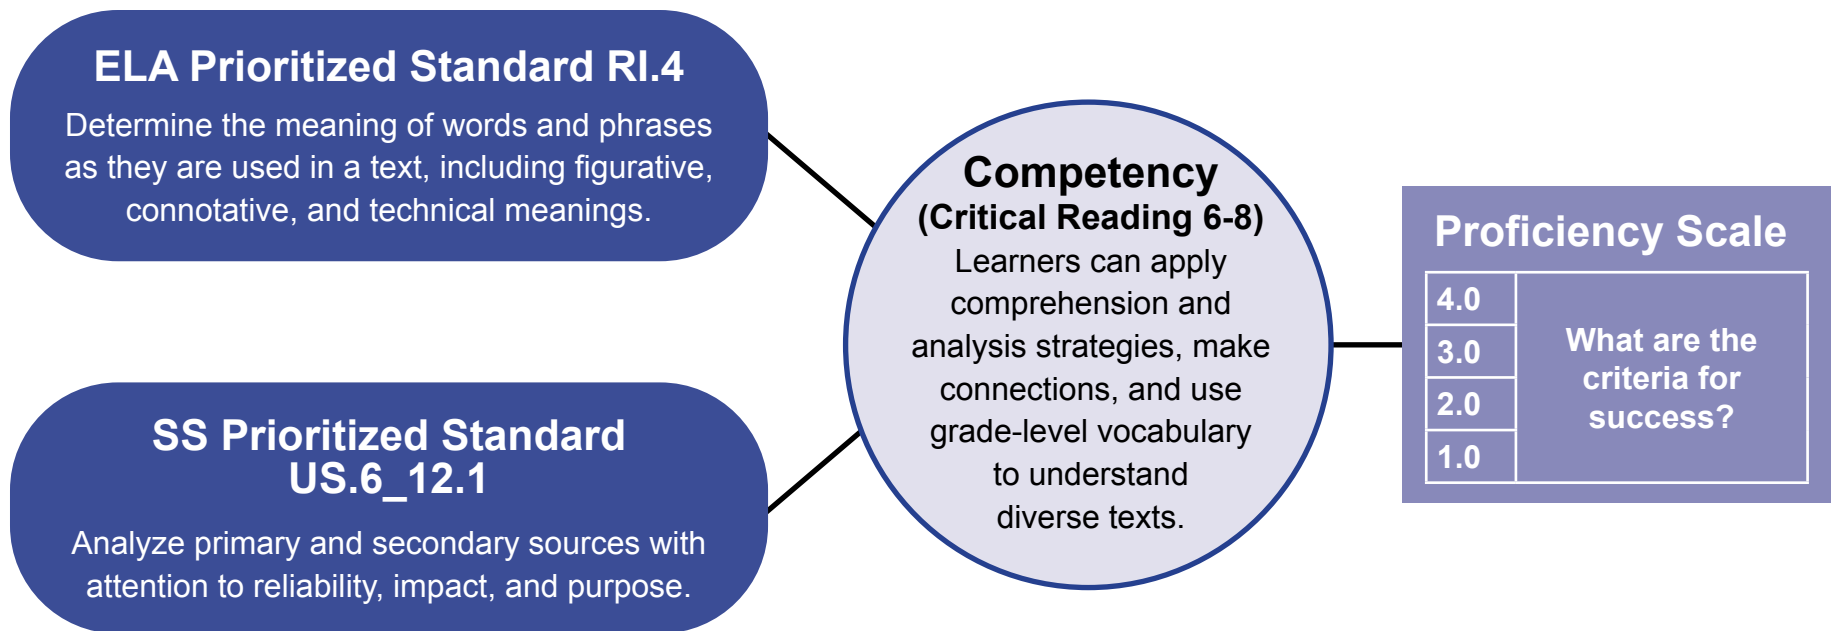 ELA Prioritized Standard RI.4
Determine the meaning of words and phrases
as they are used in a text, including figurative,
connotative, and technical meanings.
SS Prioritized Standard
US.6_12.1
Analyze primary and secondary sources with
attention to reliability, impact, and purpose.
Competency
(Critical Reading 6-8)
Learners can apply
comprehension and
analysis strategies, make
connections, and use
grade-level vocabulary
to understand
diverse texts.
Proficiency Scale
4.0
3.0
2.0
1.0
What are the
criteria for
success?